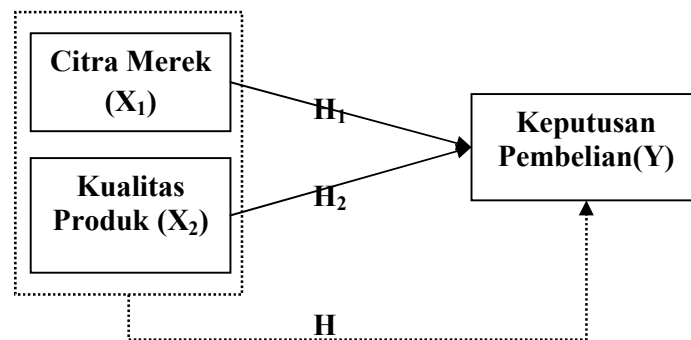 Citra Merek
(X₁)
H₁
Keputusan
Pembelian(Y)
Kualitas
Produk (X₂)
H₂
H